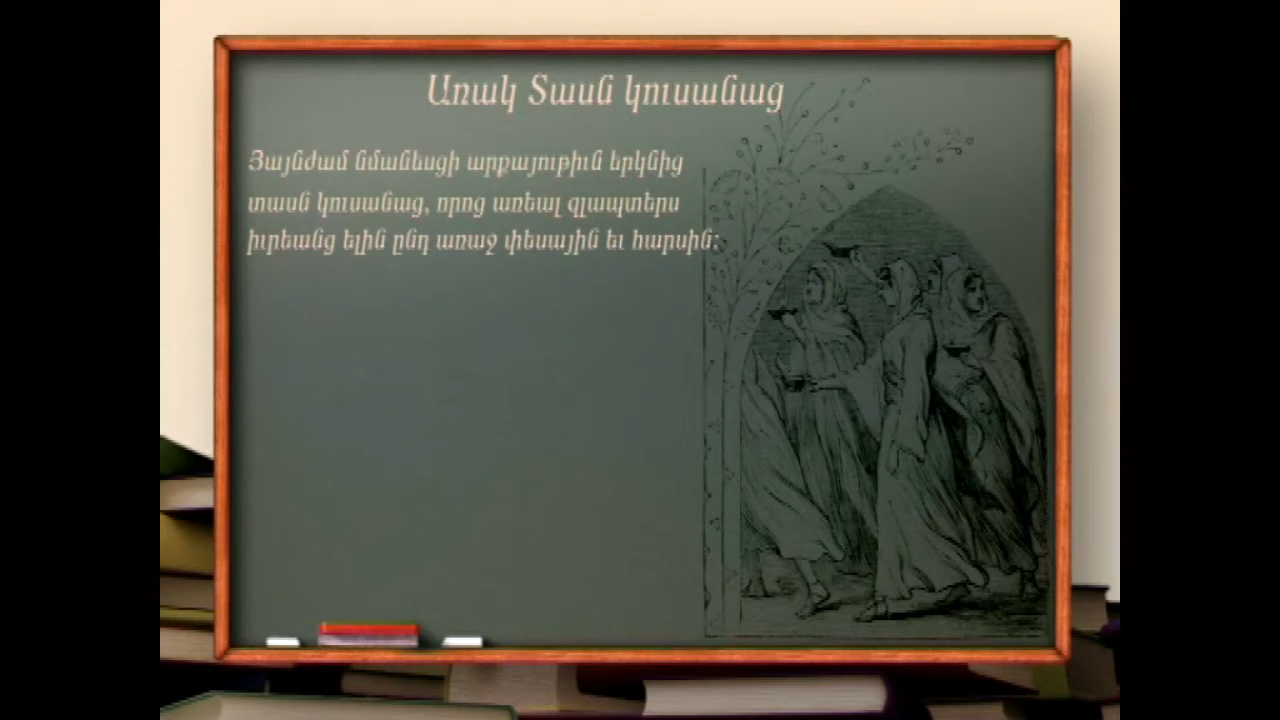 Առակ Տասն կուսանաց
Յայնժամ նմանեսցի արքայութիւն երկնից
տասն կուսանաց, որոց առեալ զլապտերս
իւրեանց ելին ընդ առաջ փեսային եւ հարսին։